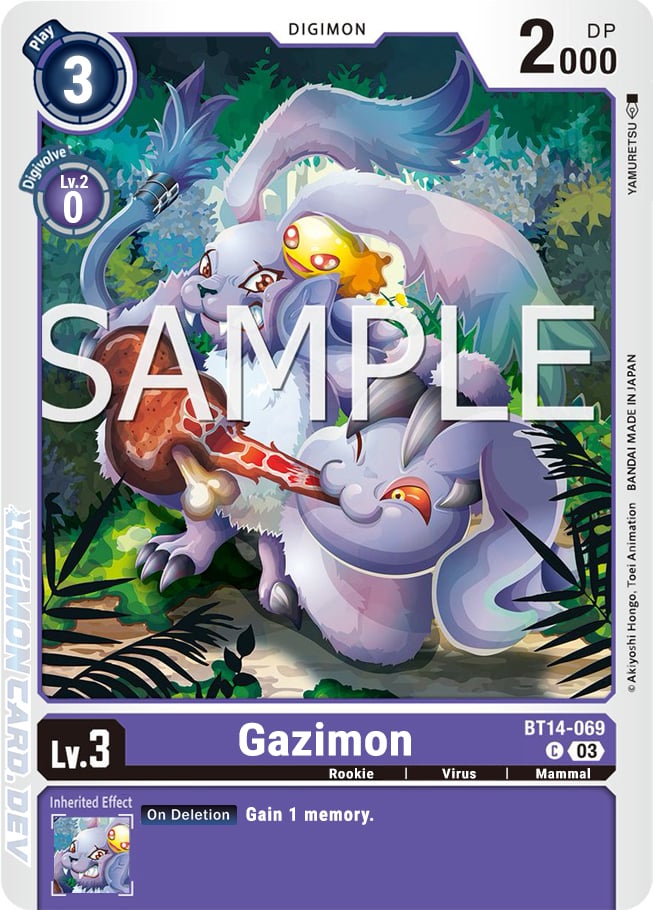 DIGIMON
Play
3
DP
2000
Digivolve
Lv.2
0
YAMURETSU
SAMPLE
© Akiyoshi Hongo, Toei Animation BANDAI MADE IN JAPAN
DIGIMONCARD.DEV
Lv.3
Gazimon
BT14-069
C 03
Rookie | Virus | Mammal
Inherited Effect
On Deletion Gain 1 memory.